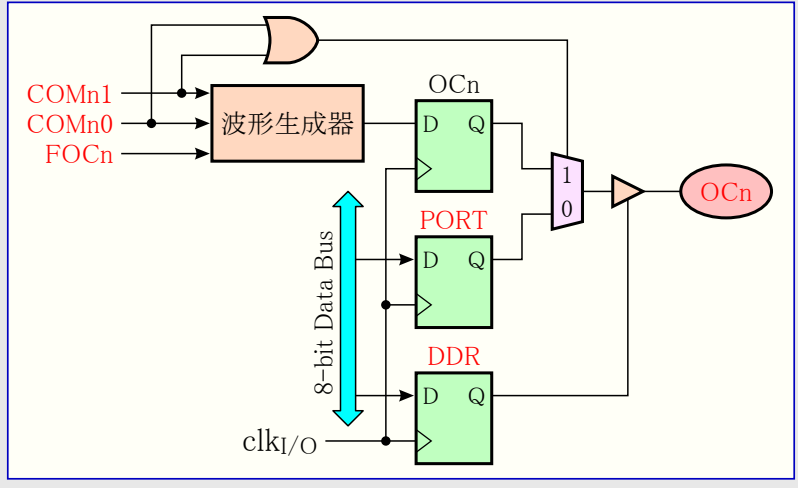 COMn1
COMn0
FOCn
波形生成器
OCn
D
Q
1
0
OCn
PORT
D
Q
8-bit Data Bus
DDR
D
Q
clkI/O